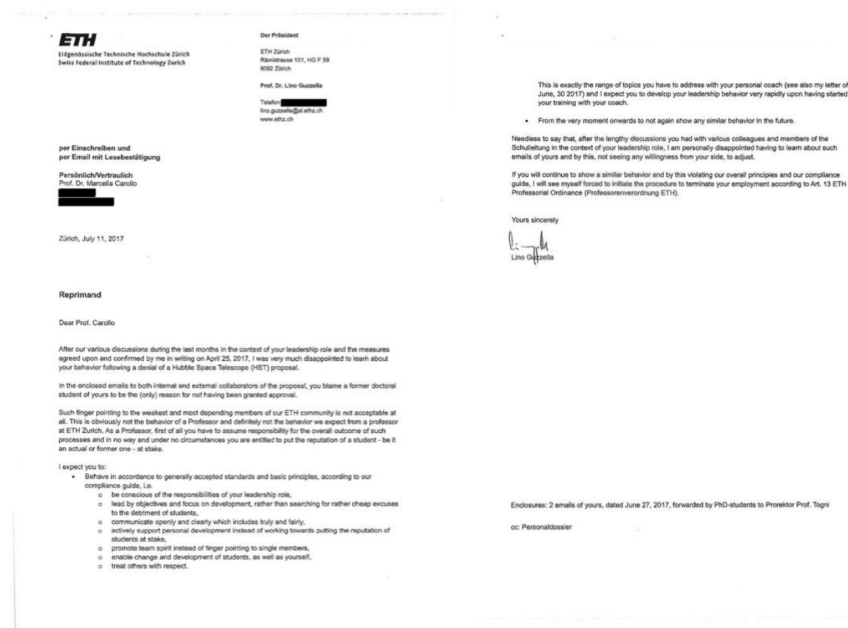 ETH
Eidgenössische Technische Hochschule Zürich
Swiss Federal Institute of Technology Zurich
Der Präsident
ETH Zürich
Rämistrasse 101, HG F 59
8092 Zürich
Prof. Dr. Lino Guzzella
Telefon
lino.guzzella@sl.ethz.ch
www.ethz.ch
per Einschreiben und
per Email mit Lesebestätigung
Persönlich/Vertraulich
Prof. Dr. Marcella Carollo
Zürich, July 11, 2017
Reprimand
Dear Prof. Carollo
After our various discussions during the last months in the context of your leadership role and the measures
agreed upon and confirmed by me in writing on April 25, 2017, I was very much disappointed to learn about
your behavior following a denial of a Hubble Space Telescope (HST) proposal.
In the enclosed emails to both internal and external collaborators of the proposal, you blame a former doctoral
student of yours to be the (only) reason for not having been granted approval.
Such finger pointing to the weakest and most depending members of our ETH community is not acceptable at
all. This is obviously not the behavior of a Professor and definitely not the behavior we expect from a professor
at ETH Zurich. As a Professor, first of all you have to assume responsibility for the overall outcome of such
processes and in no way and under no circumstances you are entitled to put the reputation of a student - be it
an actual or former one - at stake.
I expect you to:
• Behave in accordance to generally accepted standards and basic principles, according to our
compliance guide, i.e.
o be conscious of the responsibilities of your leadership role,
o lead by objectives and focus on development, rather than searching for rather cheap excuses
to the detriment of students,
o communicate openly and clearly which includes truly and fairly,
o actively support personal development instead of working towards putting the reputation of
students at stake,
o promote team spirit instead of finger pointing to single members,
o enable change and development of students, as well as yourself,
o treat others with respect.
This is exactly the range of topics you have to address with your personal coach (see also my letter of
June, 30 2017) and I expect you to develop your leadership behavior very rapidly upon having started
your training with your coach.
• From the very moment onwards to not again show any similar behavior in the future.
Needless to say that, after the lengthy discussions you had with various colleagues and members of the
Schulleitung in the context of your leadership role, I am personally disappointed having to learn about such
emails of yours and by this, not seeing any willingness from your side, to adjust.
If you will continue to show a similar behavior and by this violating our overall principles and our compliance
guide, I will see myself forced to initiate the procedure to terminate your employment according to Art. 13 ETH
Professorial Ordinance (Professorenverordnung ETH).
Yours sincerely
Lino Guzzella
Enclosures: 2 emails of yours, dated June 27, 2017, forwarded by PhD-students to Prorektor Prof. Togni
cc: Personaldossier